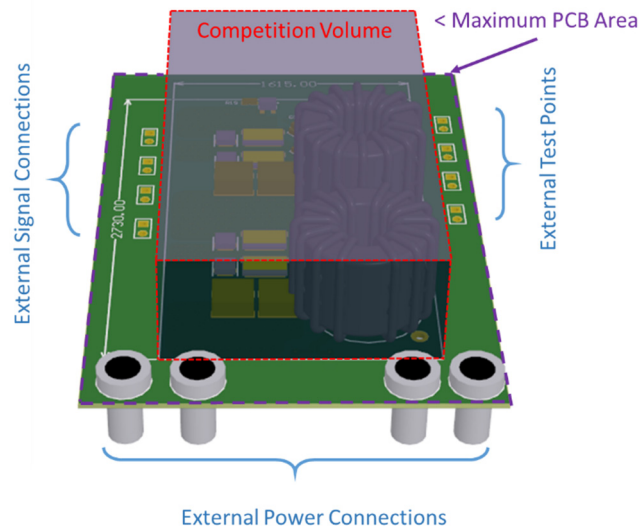 Competition Volume
< Maximum PCB Area
1615.00
2730.00
External Signal Connections
External Test Points
External Power Connections